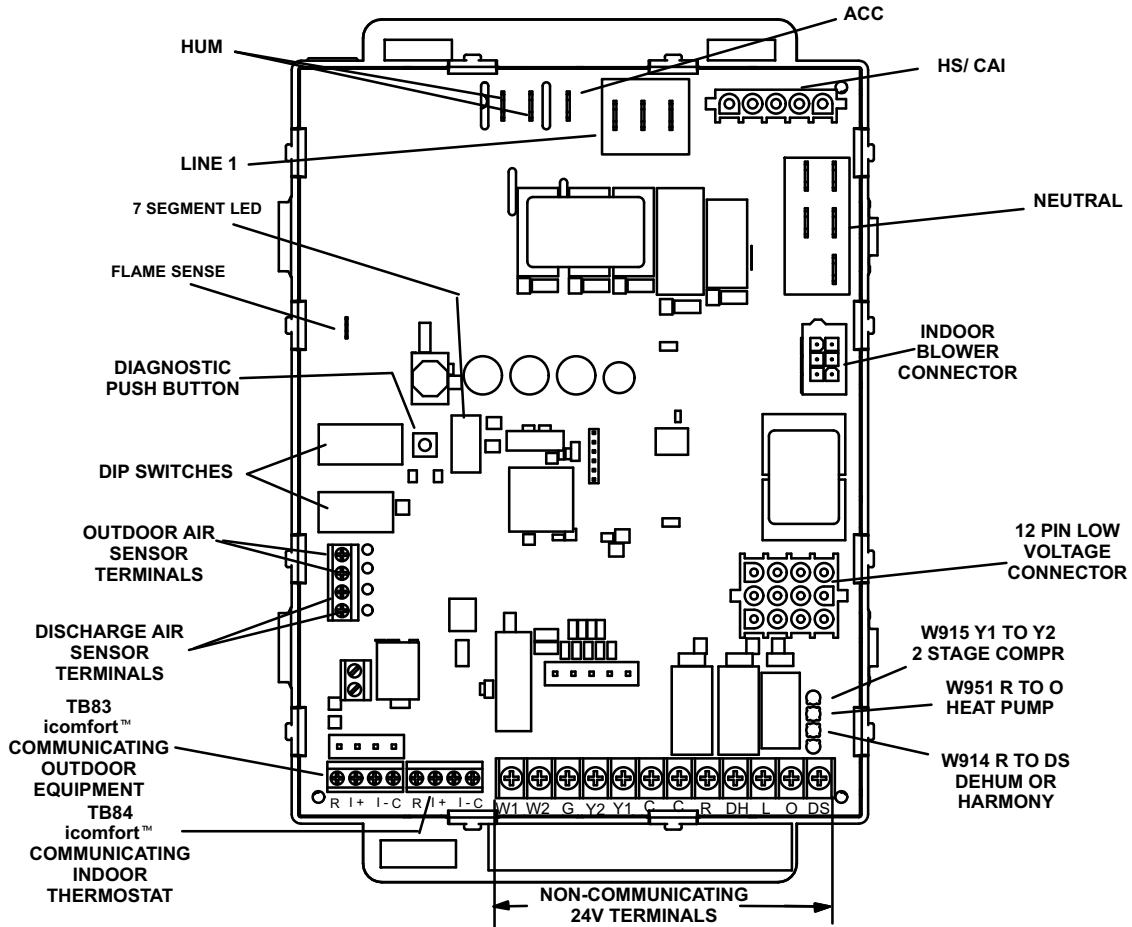 ACC
HUM
HS/ CAI
LINE 1
NEUTRAL
7 SEGMENT LED
FLAME SENSE
INDOOR
BLOWER
CONNECTOR
DIAGNOSTIC
PUSH BUTTON
DIP SWITCHES
OUTDOOR AIR
SENSOR
TERMINALS
12 PIN LOW
VOLTAGE
CONNECTOR
DISCHARGE AIR
SENSOR
TERMINALS
W915 Y1 TO Y2
2 STAGE COMPR
W951 R TO O
HEAT PUMP
W914 R TO DS
DEHUM OR
HARMONY
TB83
icomfort™
COMMUNICATING
OUTDOOR
EQUIPMENT
TB84
icomfort™
COMMUNICATING
INDOOR
THERMOSTAT
R I + I - C R I + I - C W1 W2 G Y2 Y1 C C R DH L O DS
NON-COMMUNICATING
24V TERMINALS